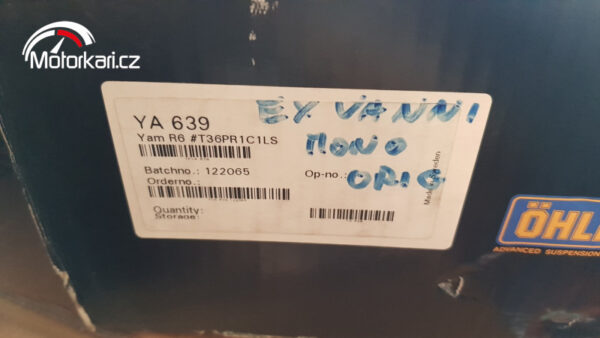 Motorkari.cz
YA 639
Yam R6 #T36PR1C1LS
Batchno.: 122065
Orderno.:
Op-no.:
Quantity:
Storage:
EX VANNI
MONO
ORIG
ÖHL
ADVANCED SUSPENSION